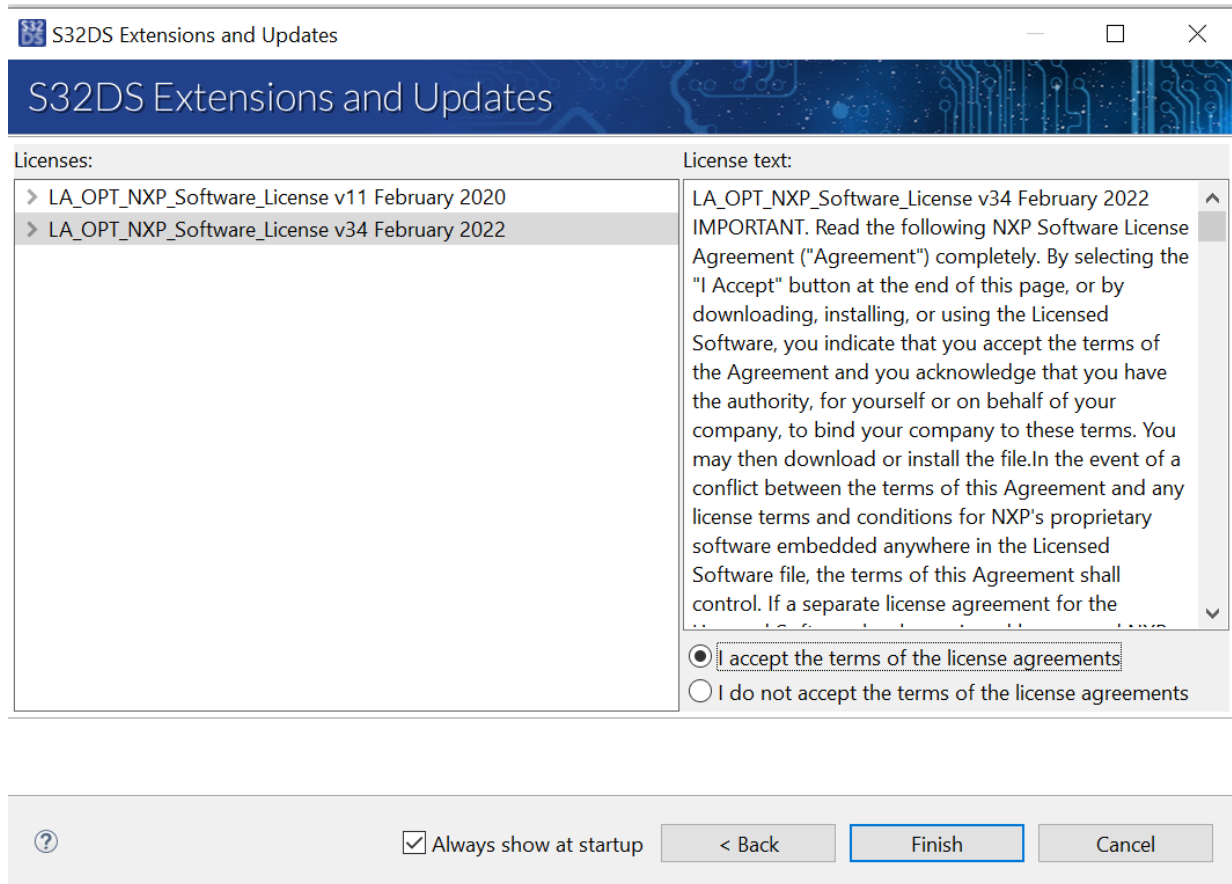 S32DS Extensions and Updates
S32DS Extensions and Updates
Licenses:
LA_OPT_NXP_Software_License v11 February 2020
LA_OPT_NXP_Software_License v34 February 2022
License text:
LA_OPT_NXP_Software_License v34 February 2022
IMPORTANT. Read the following NXP Software License
Agreement ("Agreement") completely. By selecting the
"I Accept" button at the end of this page, or by
downloading, installing, or using the Licensed
Software, you indicate that you accept the terms of
the Agreement and you acknowledge that you have
the authority, for yourself or on behalf of your
company, to bind your company to these terms. You
may then download or install the file.In the event of a
conflict between the terms of this Agreement and any
license terms and conditions for NXP's proprietary
software embedded anywhere in the Licensed
Software file, the terms of this Agreement shall
control. If a separate license agreement for the
I accept the terms of the license agreements
I do not accept the terms of the license agreements
Always show at startup
< Back
Finish
Cancel